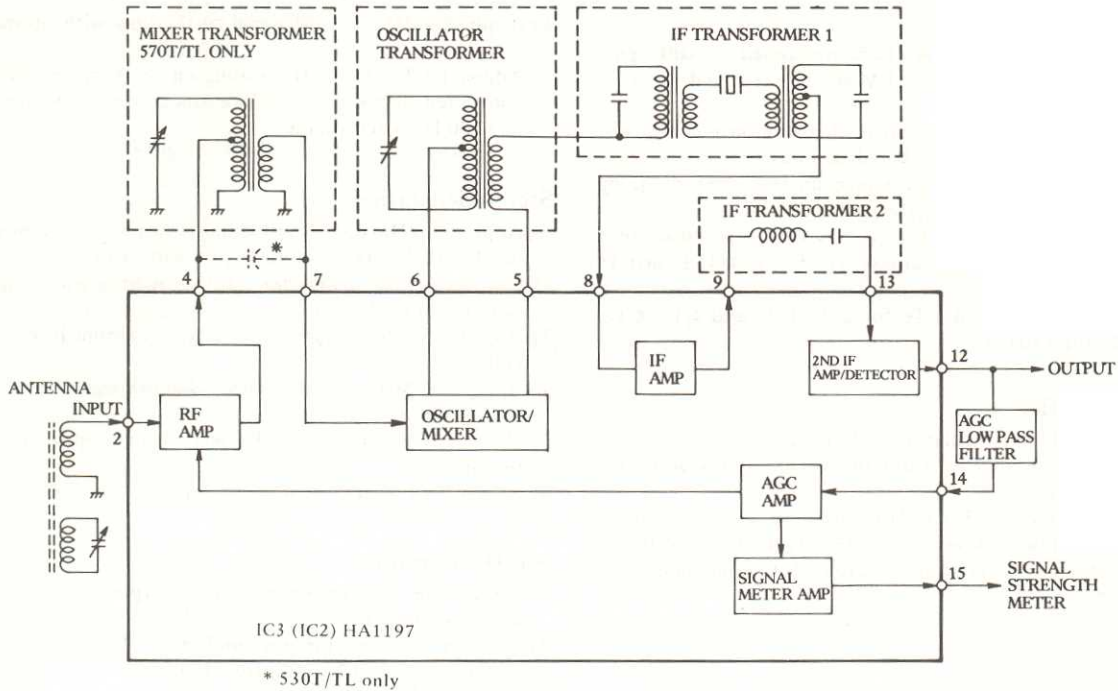 MIXER TRANSFORMER
570T/TL ONLY
OSCILLATOR
TRANSFORMER
IF TRANSFORMER 1
IF TRANSFORMER 2
*
4
7
6
5
8
9
13
ANTENNA
INPUT
2
RF
AMP
OSCILLATOR/
MIXER
IF
AMP
2ND IF
AMP/DETECTOR
12
OUTPUT
AGC
LOW PASS
FILTER
14
AGC
AMP
SIGNAL
METER AMP
15
SIGNAL
STRENGTH
METER
IC3 (IC2) HA1197
* 530T/TL only